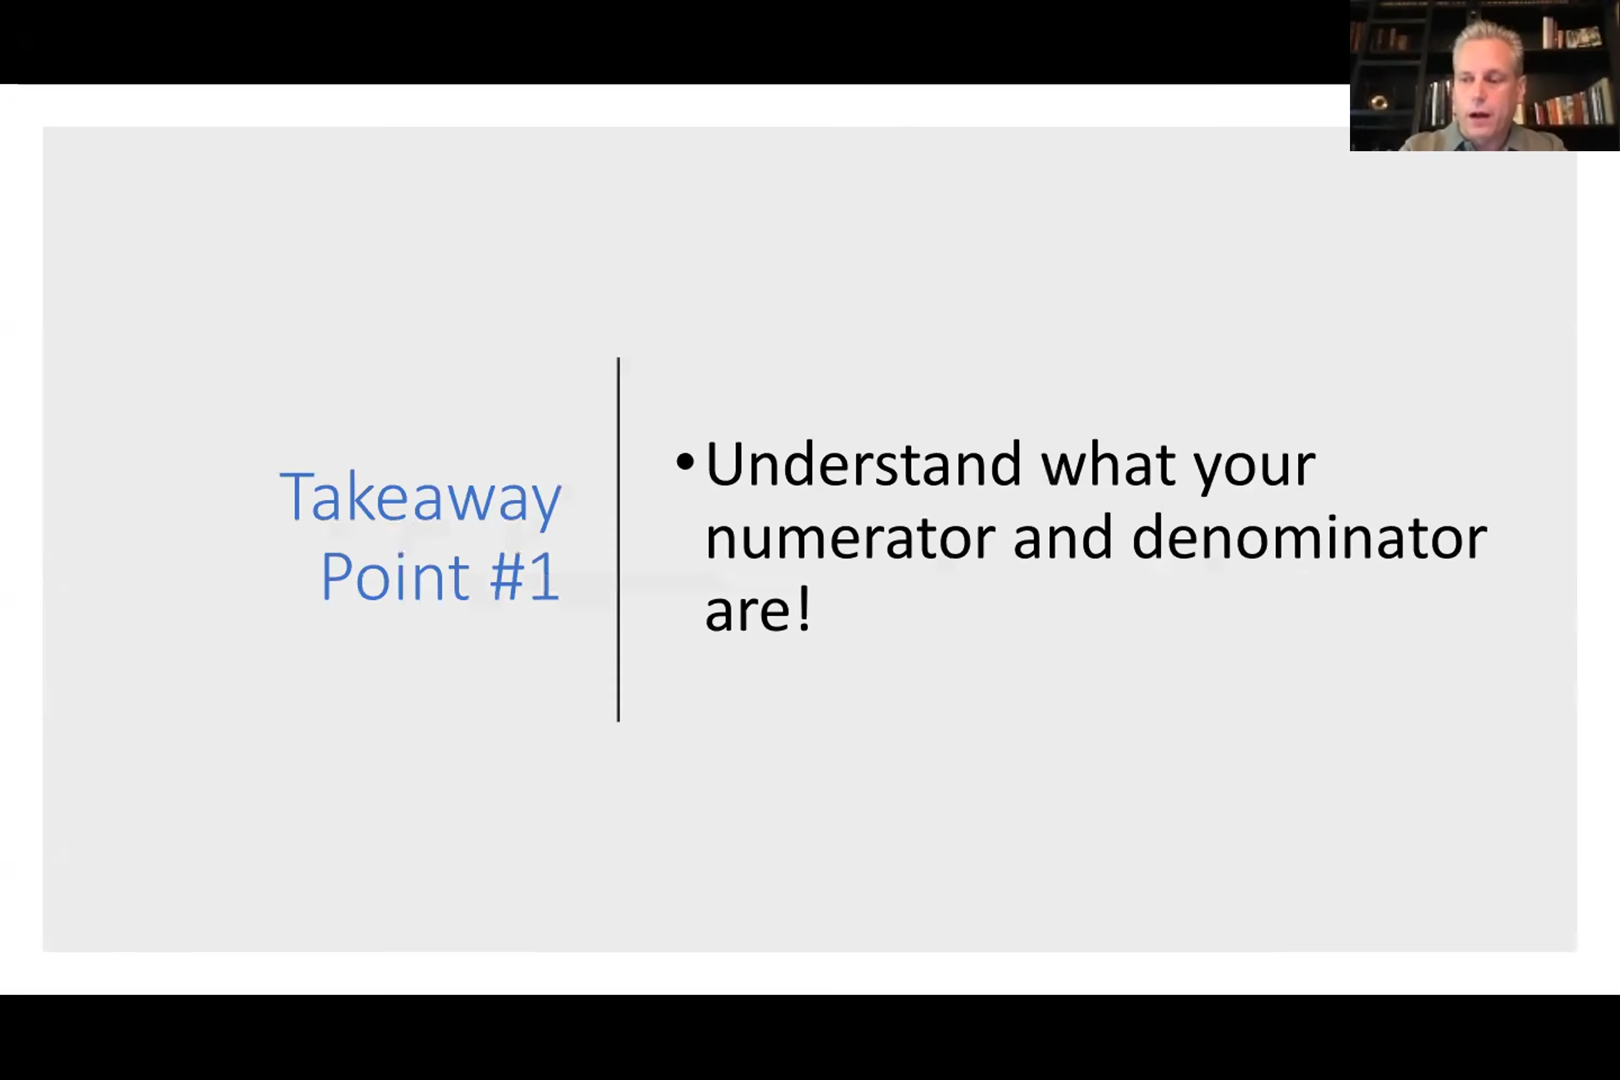 Takeaway
Point #1
•Understand what your
numerator and denominator
are!